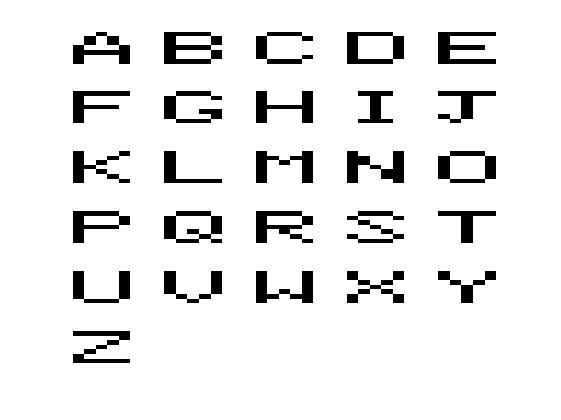 A B C D E
F G H I J
K L M N O
P Q R S T
U V W X Y
Z